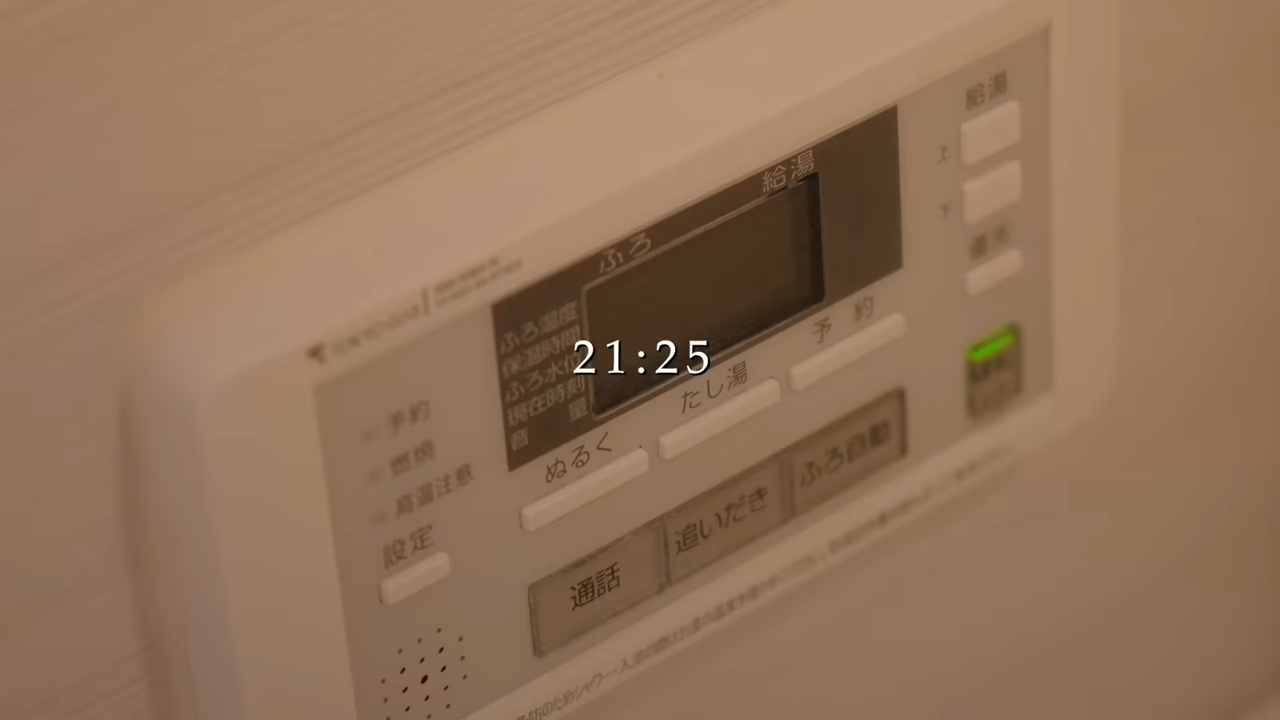 給湯
上
下
優先
給湯
ふろ
ふろ温度
保温時間
ふろ水位
現在時刻
音量
21:25
予約
たし湯
ぬるく
予約
燃焼
高温注意
設定
ふろ自動
追いだき
通話